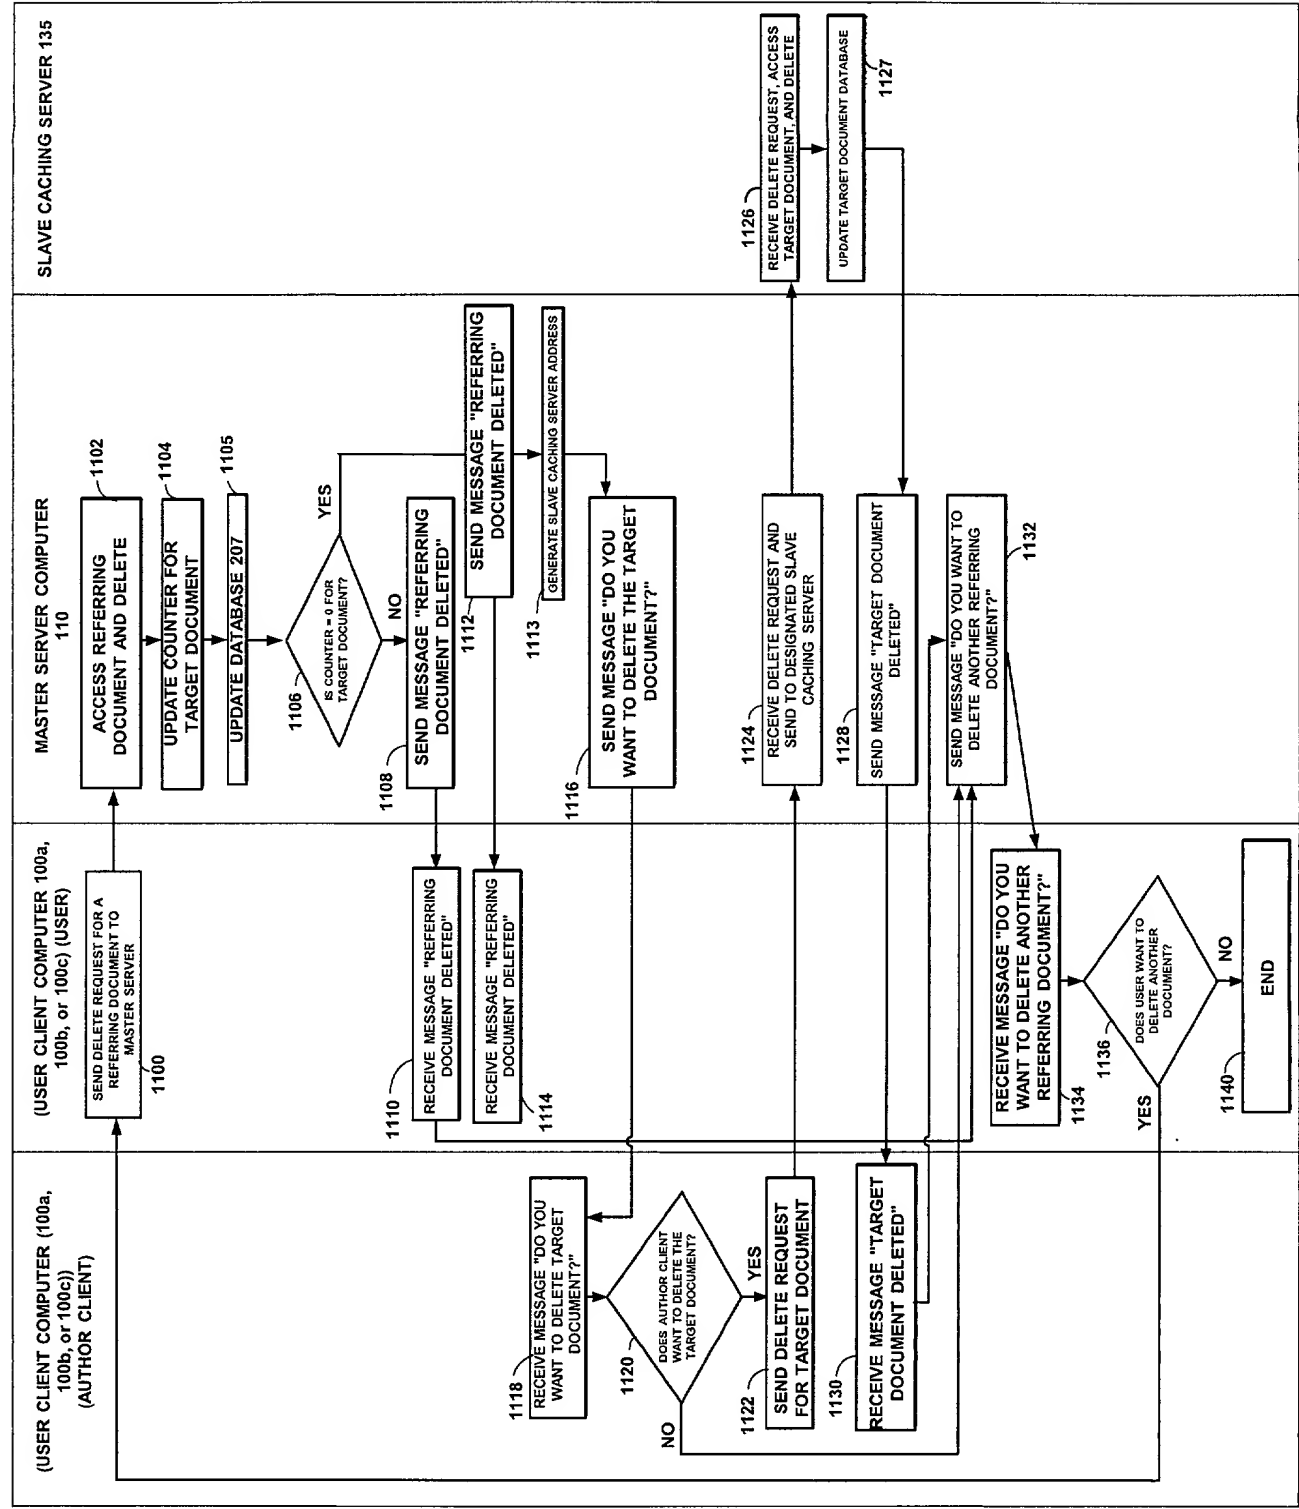 (USER CLIENT COMPUTER (100a,
100b, or 100c))
(AUTHOR CLIENT)
(USER CLIENT COMPUTER 100a,
100b, or 100c) (USER)
MASTER SERVER COMPUTER
110
SLAVE CACHING SERVER 135
SEND DELETE REQUEST FOR A
REFERRING DOCUMENT TO
MASTER SERVER
1100
ACCESS REFERRING
DOCUMENT AND DELETE
1102
UPDATE COUNTER FOR
TARGET DOCUMENT
1104
UPDATE DATABASE 207
1105
IS COUNTER = 0 FOR
TARGET DOCUMENT?
1106
YES
NO
SEND MESSAGE "REFERRING
DOCUMENT DELETED"
1108
RECEIVE MESSAGE "REFERRING
DOCUMENT DELETED"
1110
SEND MESSAGE "REFERRING
DOCUMENT DELETED"
1112
RECEIVE MESSAGE "REFERRING
DOCUMENT DELETED"
1114
GENERATE SLAVE CACHING SERVER ADDRESS
1113
SEND MESSAGE "DO YOU
WANT TO DELETE THE TARGET
DOCUMENT?"
1116
RECEIVE MESSAGE "DO YOU
WANT TO DELETE TARGET
DOCUMENT?"
1118
DOES AUTHOR CLIENT
WANT TO DELETE THE
TARGET DOCUMENT?
1120
NO
YES
SEND DELETE REQUEST
FOR TARGET DOCUMENT
1122
RECEIVE DELETE REQUEST AND
SEND TO DESIGNATED SLAVE
CACHING SERVER
1124
RECEIVE DELETE REQUEST, ACCESS
TARGET DOCUMENT, AND DELETE
1126
UPDATE TARGET DOCUMENT DATABASE
1127
SEND MESSAGE "TARGET DOCUMENT
DELETED"
1128
RECEIVE MESSAGE "TARGET
DOCUMENT DELETED"
1130
SEND MESSAGE "DO YOU WANT TO
DELETE ANOTHER REFERRING
DOCUMENT?"
1132
RECEIVE MESSAGE "DO YOU
WANT TO DELETE ANOTHER
REFERRING DOCUMENT?"
1134
DOES USER WANT TO
DELETE ANOTHER
DOCUMENT?
1136
YES
NO
END
1140